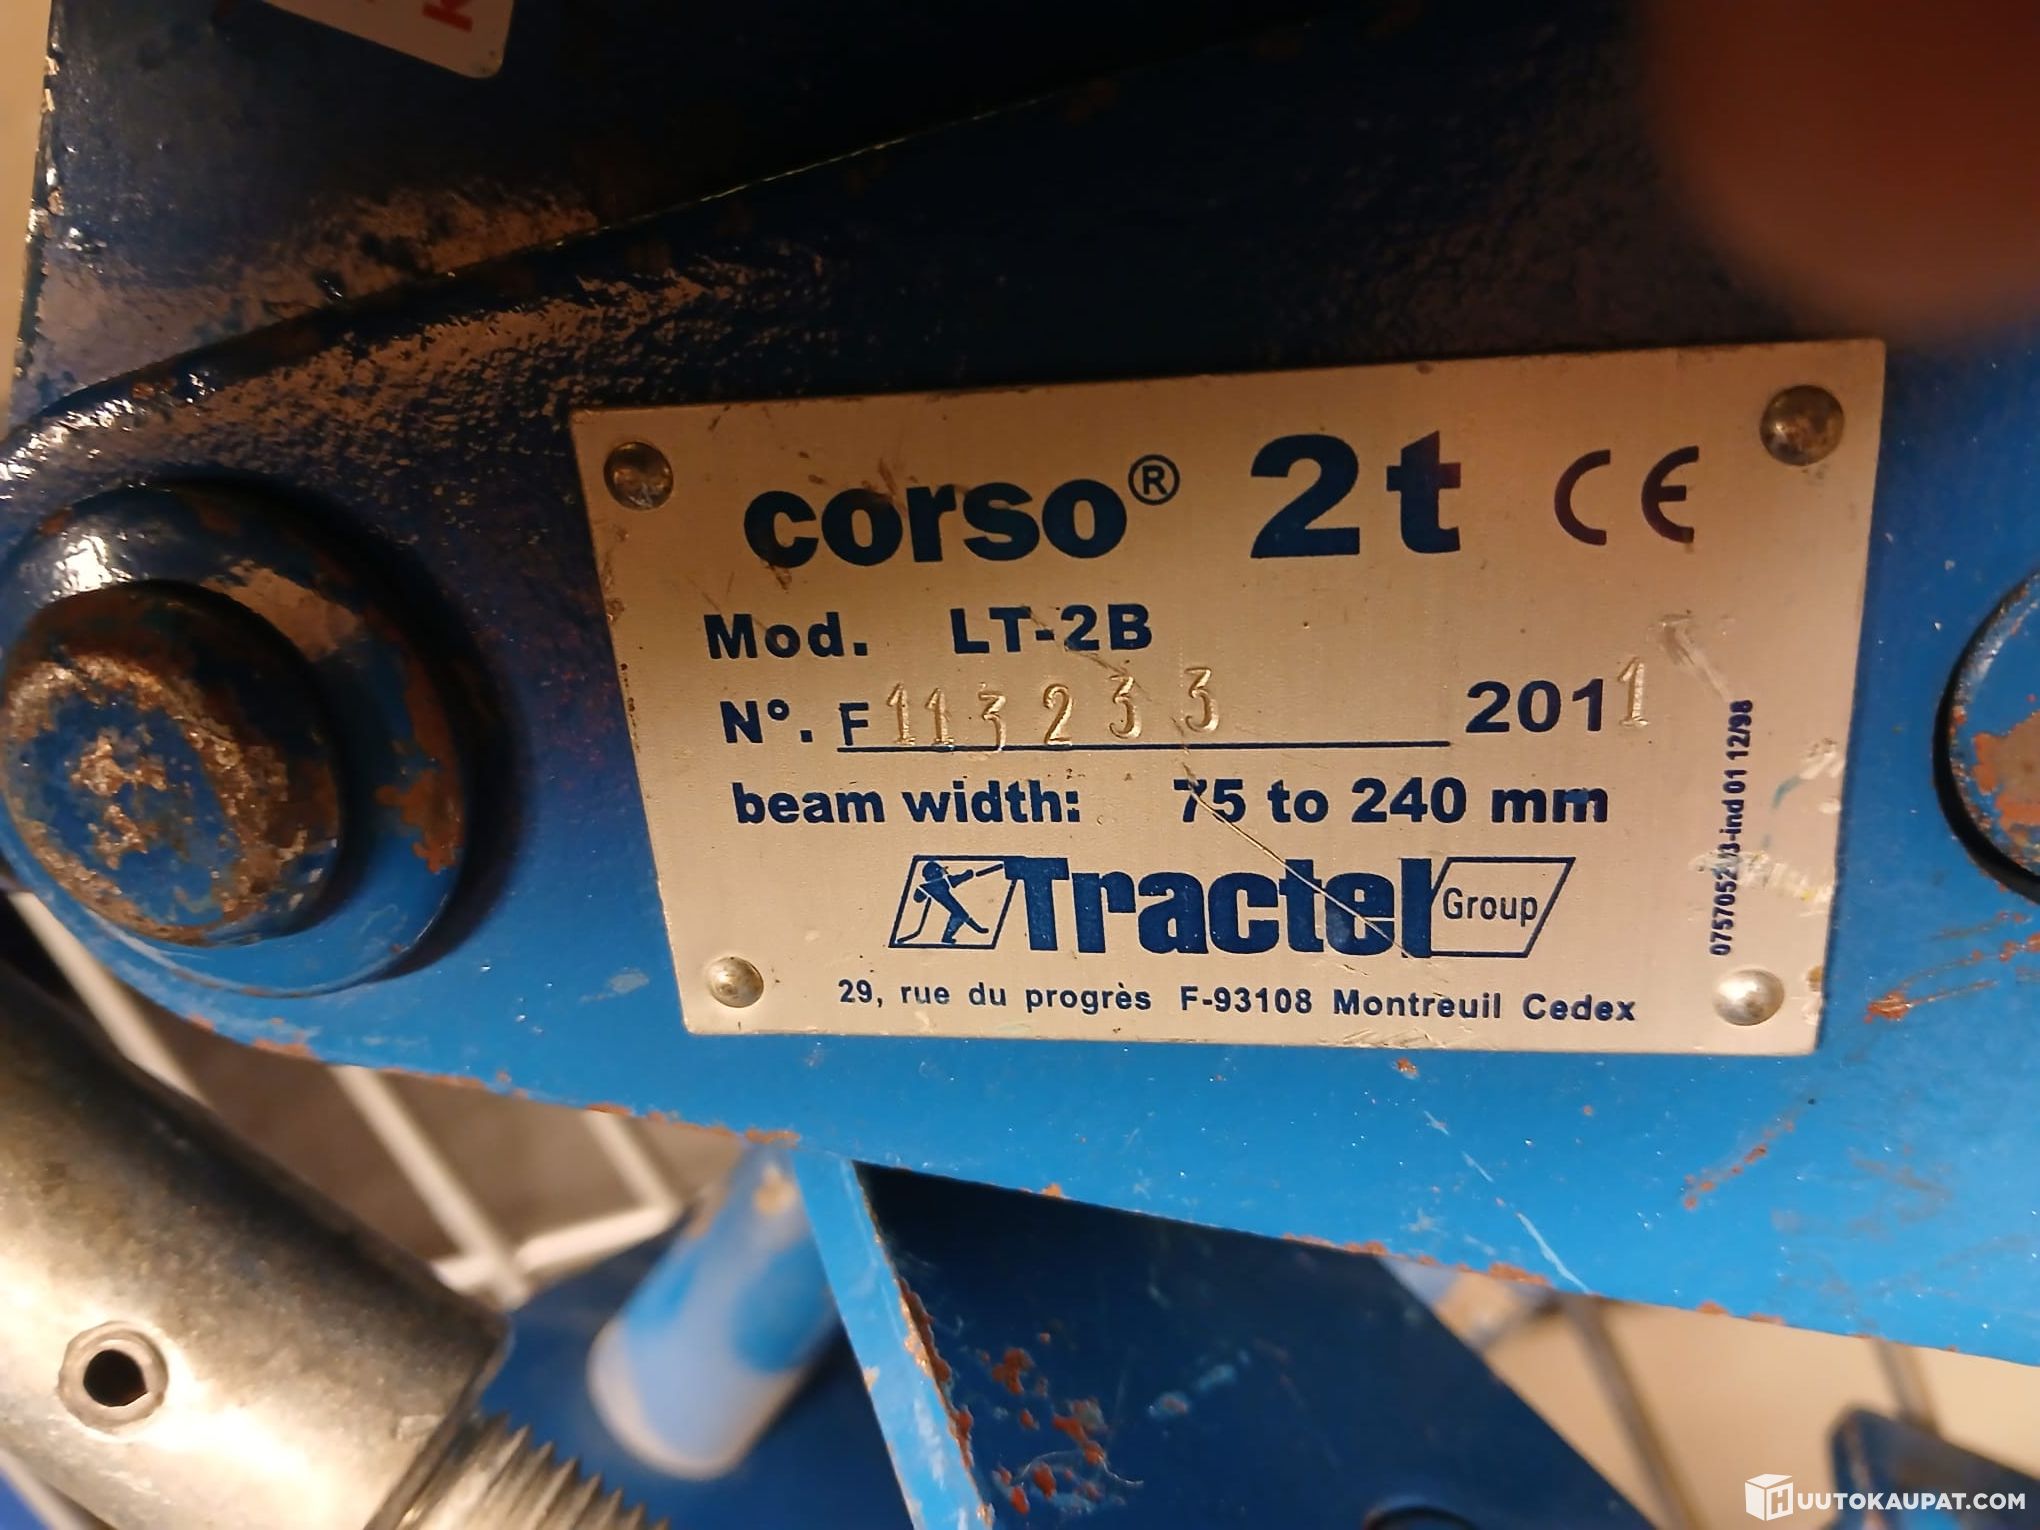 corso® 2t CE
Mod. LT-2B
N°. F113233 2011
beam width: 75 to 240 mm
Tractel Group
29, rue du progrès F-93108 Montreuil Cedex
HUUTOKAUPAT.COM